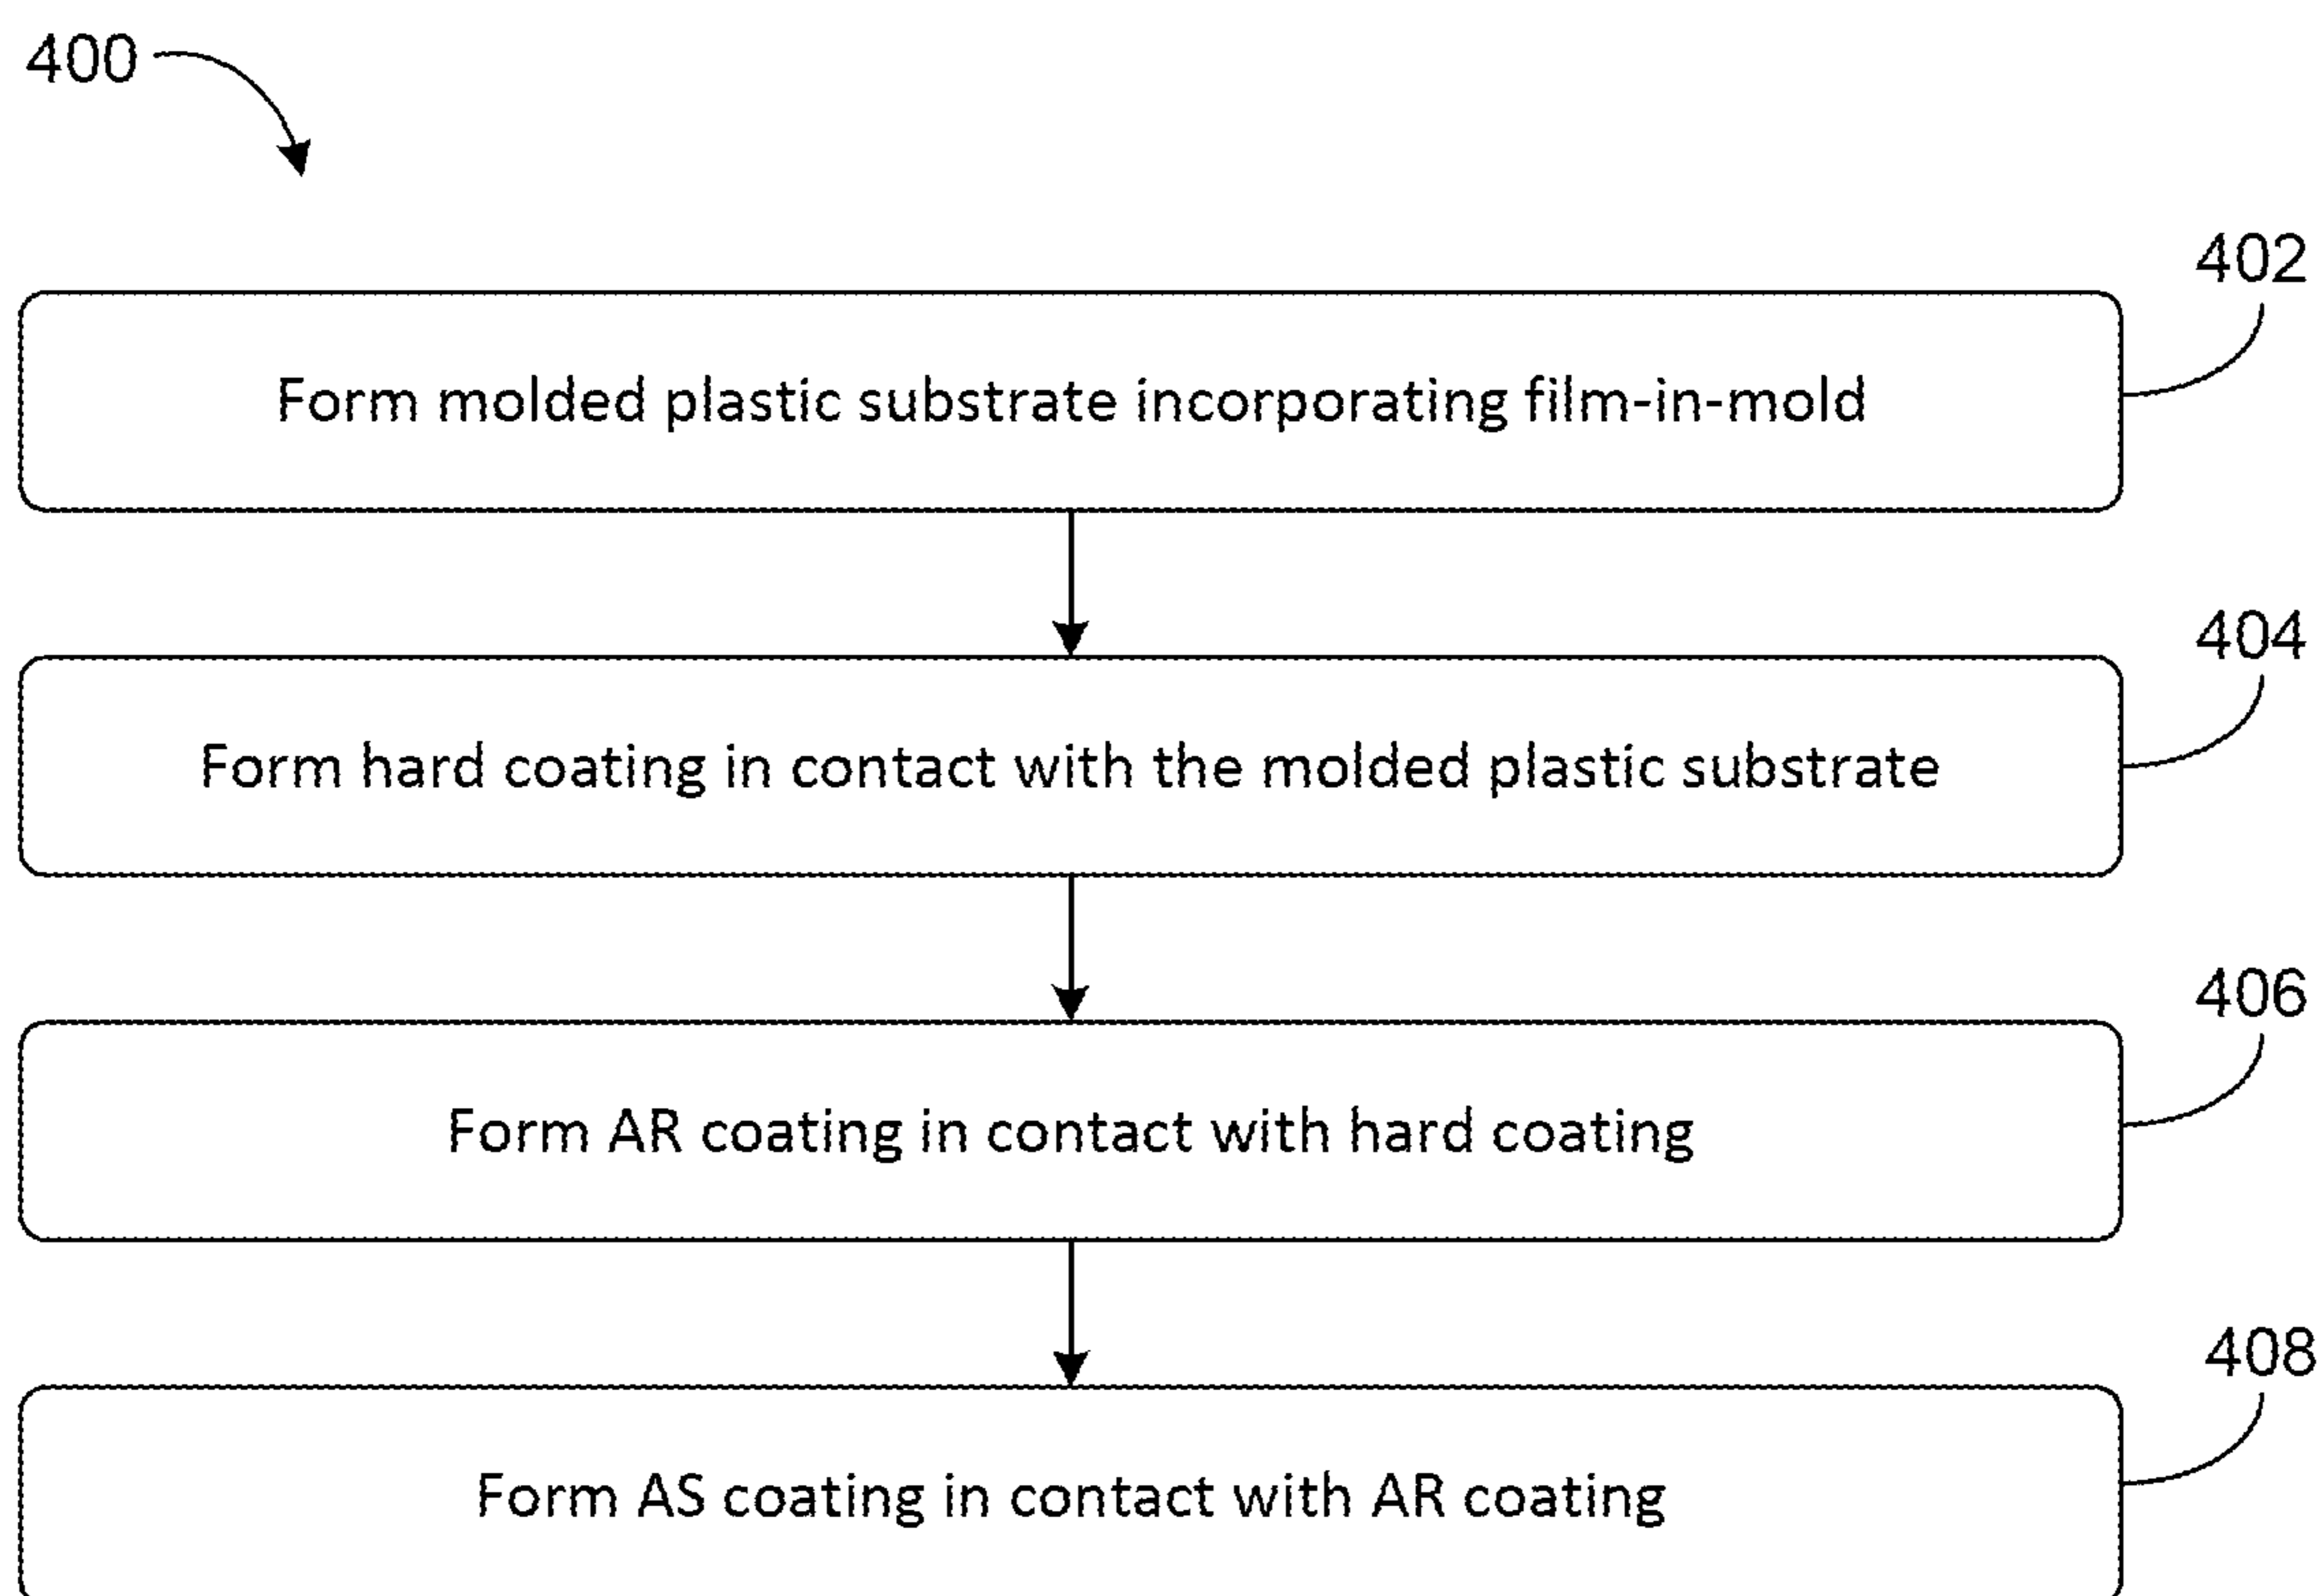 400
402
Form molded plastic substrate incorporating film-in-mold
404
Form hard coating in contact with the molded plastic substrate
406
Form AR coating in contact with hard coating
408
Form AS coating in contact with AR coating